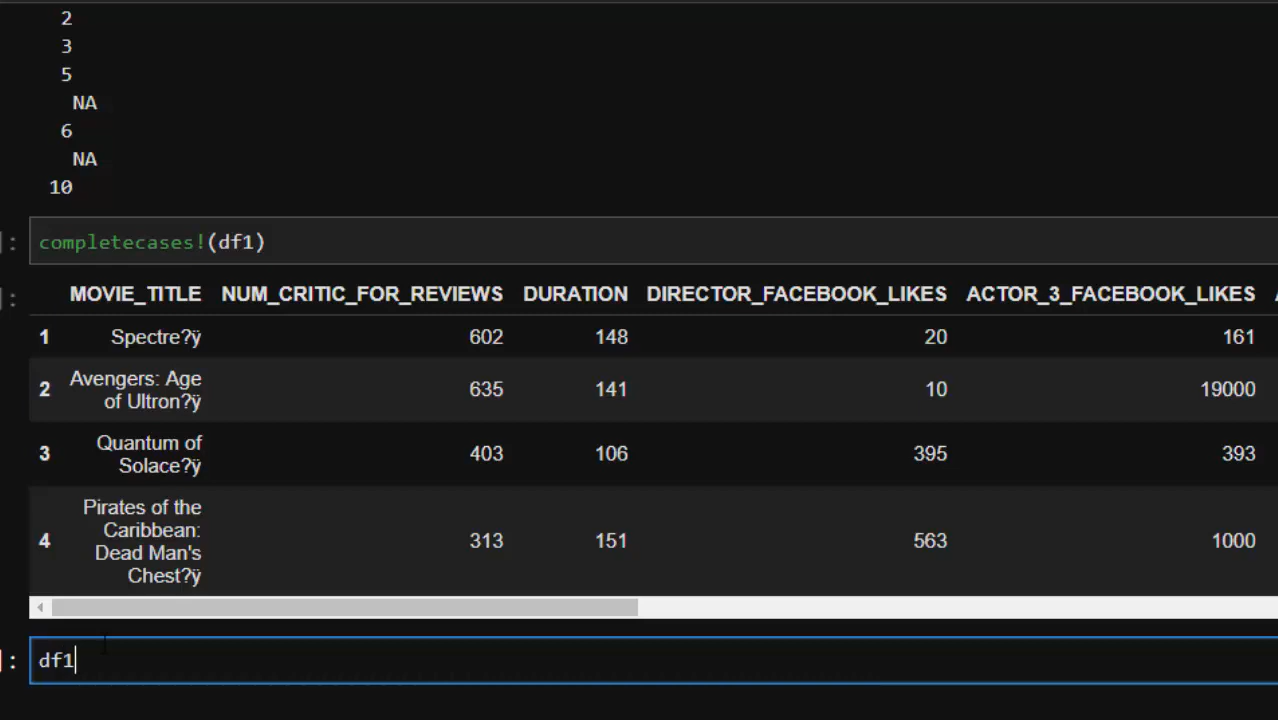 2
3
5
NA
6
NA
10
]: completecases!(df1)
]: MOVIE_TITLE NUM_CRITIC_FOR_REVIEWS DURATION DIRECTOR_FACEBOOK_LIKES ACTOR_3_FACEBOOK_LIKES
1 Spectre?ÿ 602 148 20 161
2 Avengers: Age
of Ultron?ÿ 635 141 10 19000
3 Quantum of
Solace?ÿ 403 106 395 393
4 Pirates of the
Caribbean:
Dead Man's
Chest?ÿ 313 151 563 1000
]: df1